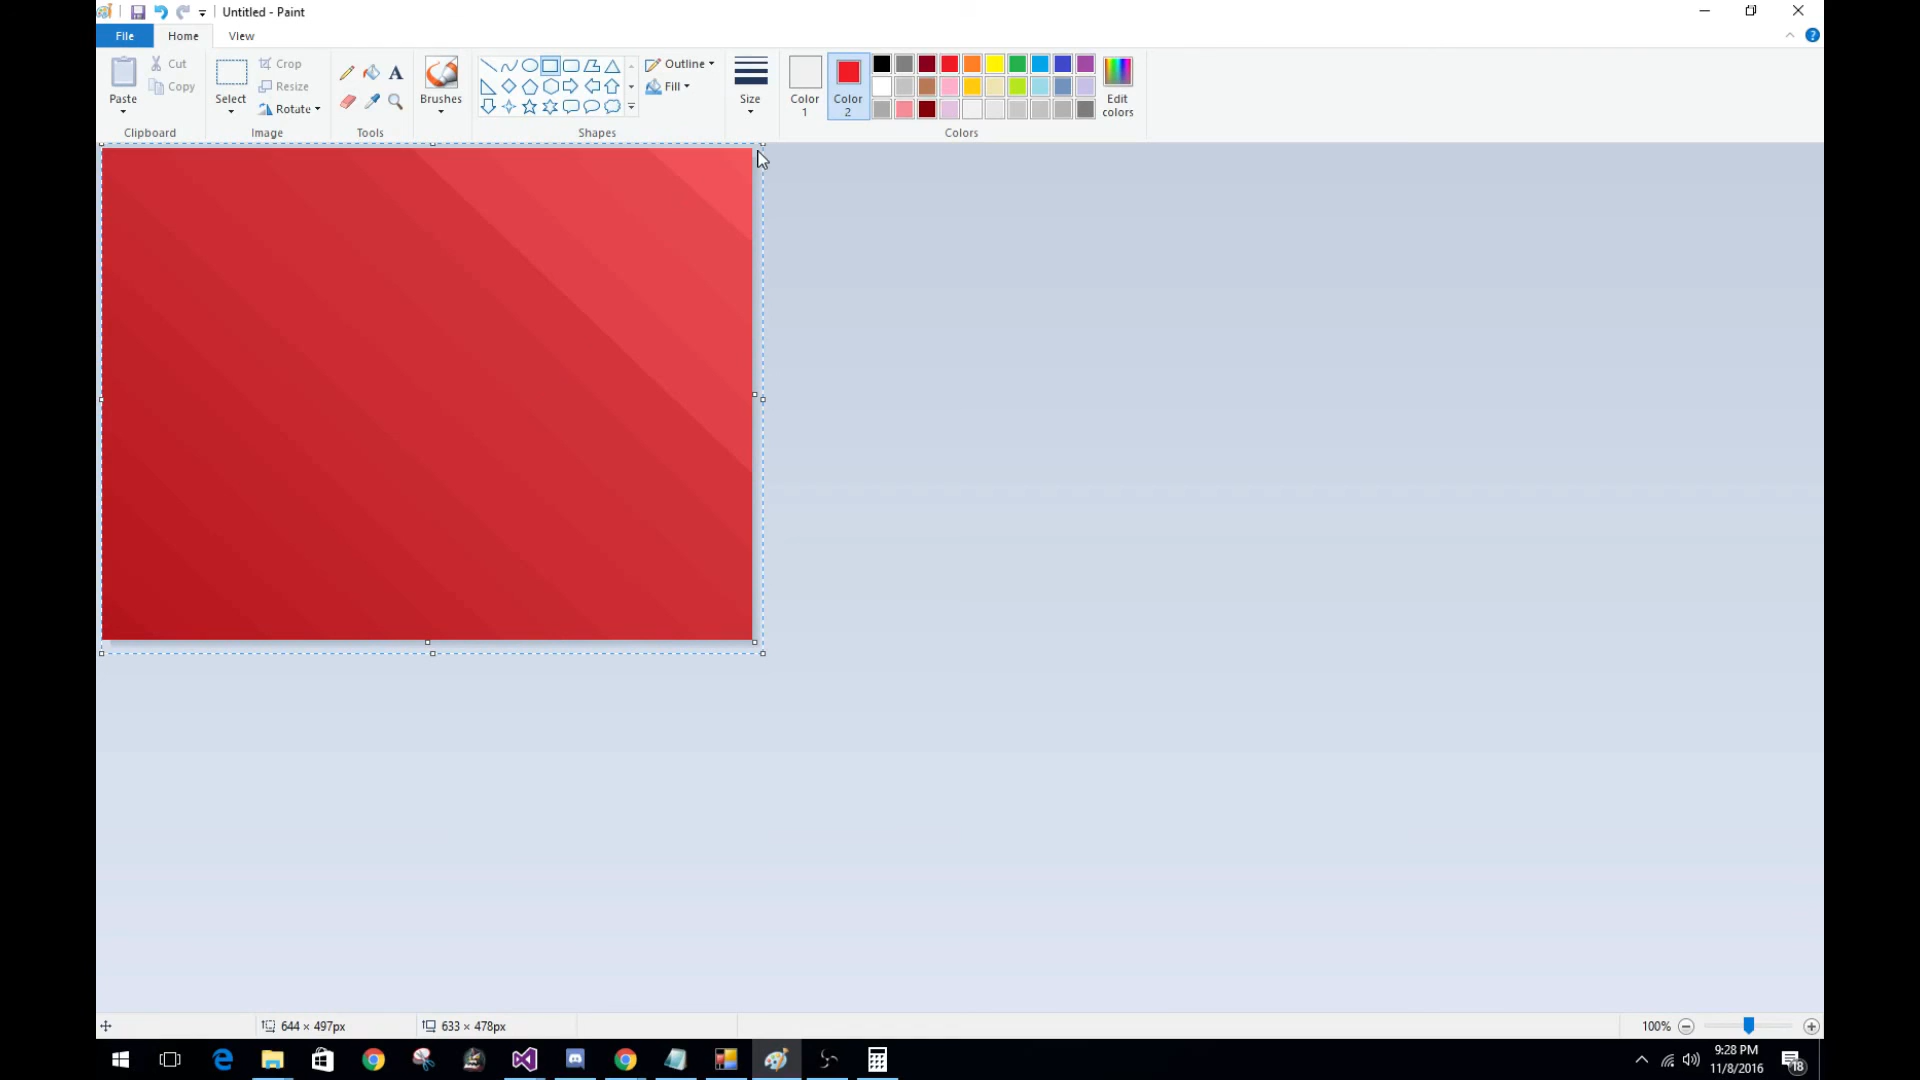 Untitled - Paint
File Home View
Paste
Cut
Copy
Clipboard
Select
Crop
Resize
Rotate
Image
A
Tools
Brushes
Outline
Fill
Shapes
Size
Color 1
Color 2
Edit colors
Colors
644 × 497px
633 × 478px
100%
9:28 PM
11/8/2016
18